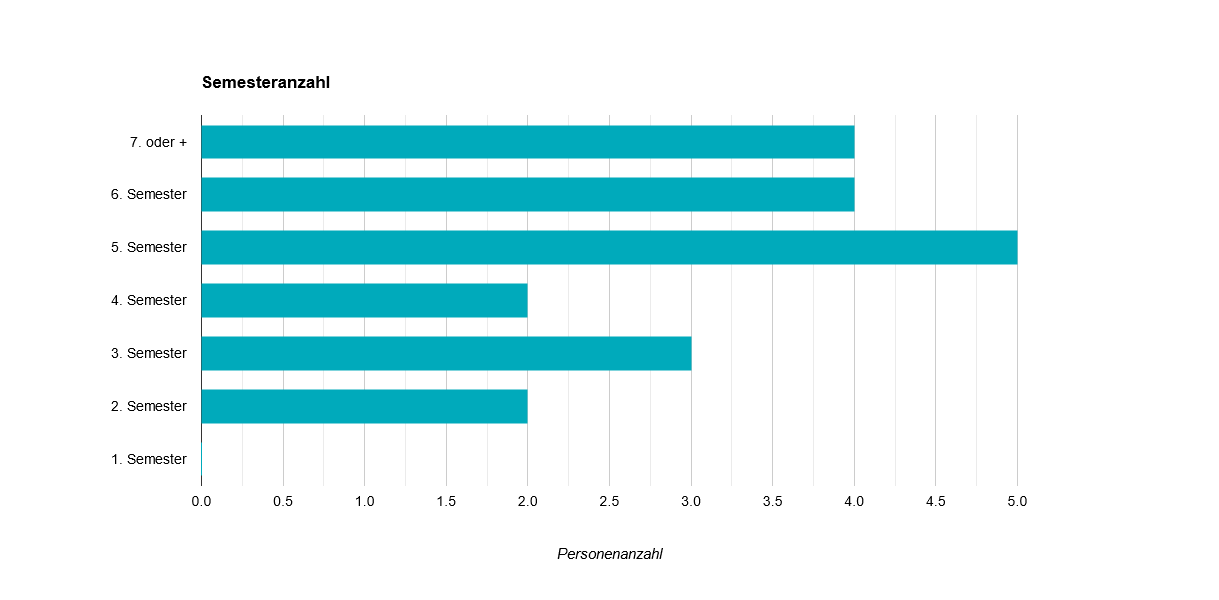 Semesteranzahl
7. oder +
6. Semester
5. Semester
4. Semester
3. Semester
2. Semester
1. Semester
0.0 0.5 1.0 1.5 2.0 2.5 3.0 3.5 4.0 4.5 5.0
Personenanzahl